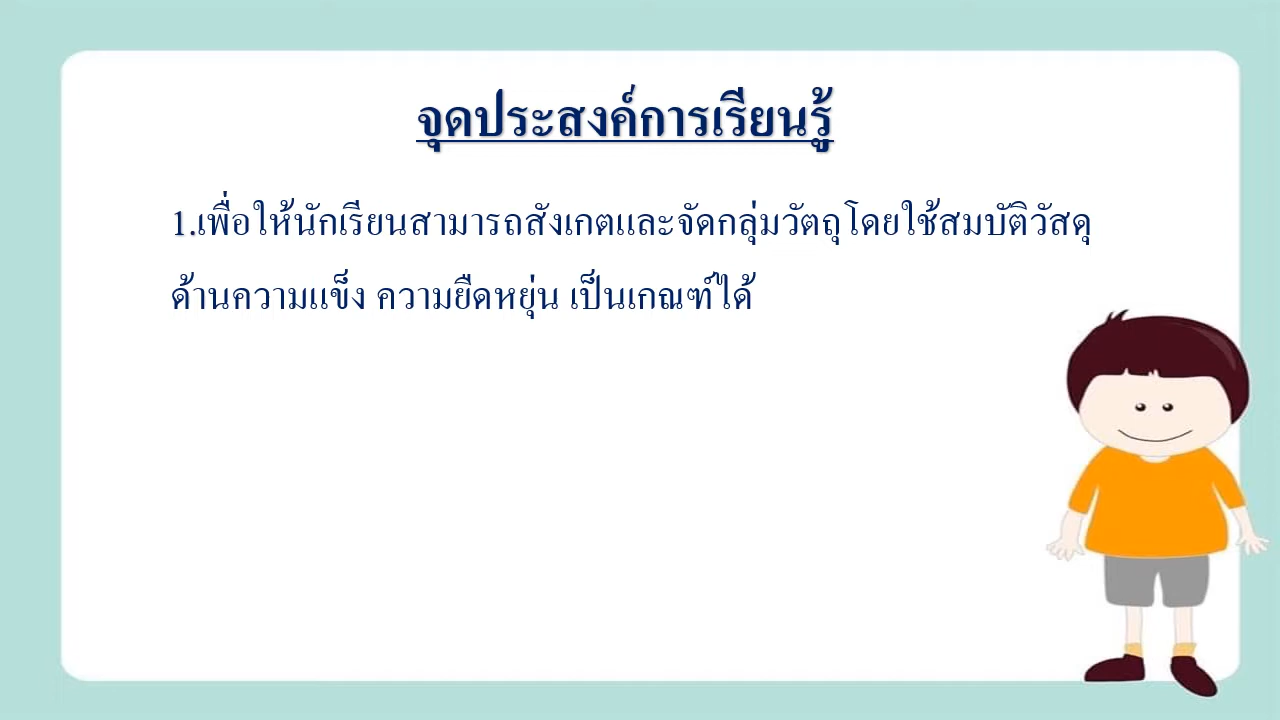 จุดประสงค์การเรียนรู้
1.เพื่อให้นักเรียนสามารถสังเกตและจัดกลุ่มวัตถุโดยใช้สมบัติวัสดุ
ด้านความแข็ง ความยืดหยุ่น เป็นเกณฑ์ได้